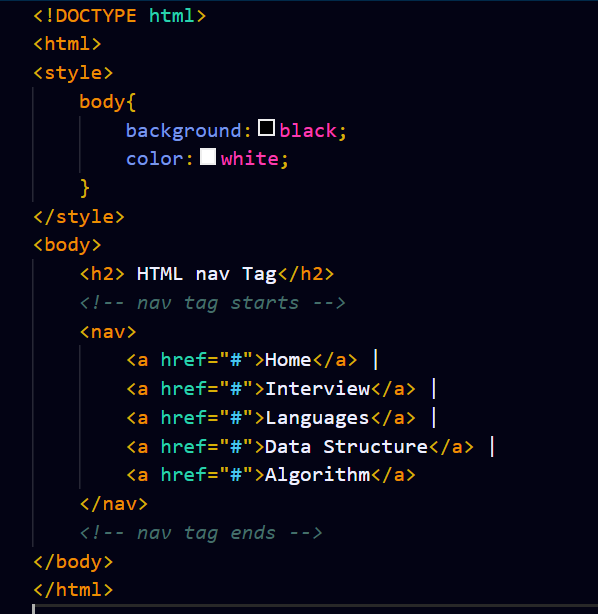 <!DOCTYPE html>
<html>
<style>
    body{
        background: black;
        color: white;
    }
</style>
<body>
    <h2> HTML nav Tag</h2>
    <!-- nav tag starts -->
    <nav>
        <a href="#">Home</a> |
        <a href="#">Interview</a> |
        <a href="#">Languages</a> |
        <a href="#">Data Structure</a> |
        <a href="#">Algorithm</a>
    </nav>
    <!-- nav tag ends -->
</body>
</html>